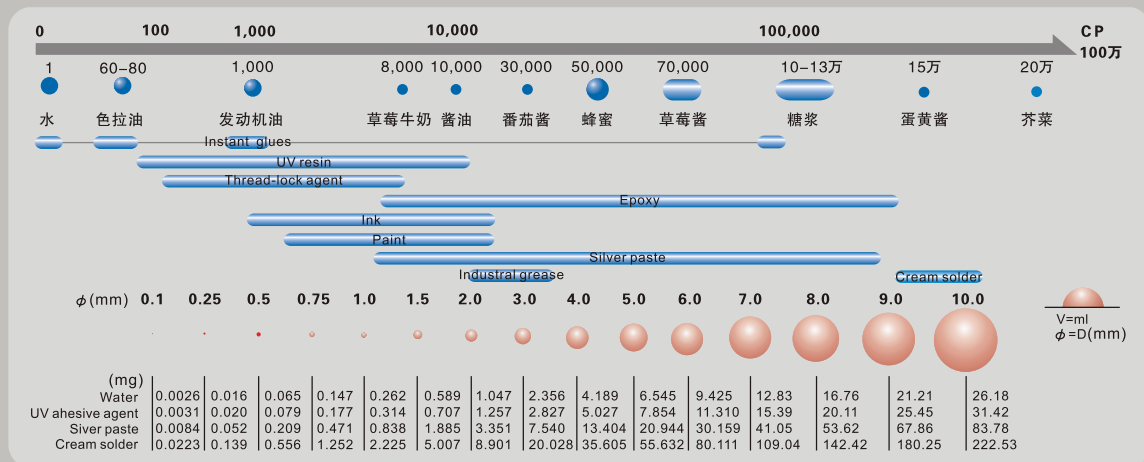 0 100 1,000 10,000 100,000 CP
100万
1 60–80 1,000 8,000 10,000 30,000 50,000 70,000 10–13万 15万 20万
水 色拉油 发动机油 草莓牛奶 酱油 番茄酱 蜂蜜 草莓酱 糖浆 蛋黄酱 芥菜
Instant glues
UV resin
Thread-lock agent
Epoxy
Ink
Paint
Silver paste
Industral grease
Cream solder
ϕ(mm) 0.1 0.25 0.5 0.75 1.0 1.5 2.0 3.0 4.0 5.0 6.0 7.0 8.0 9.0 10.0
V=ml
ϕ=D(mm)
(mg)
Water 0.0026 0.016 0.065 0.147 0.262 0.589 1.047 2.356 4.189 6.545 9.425 12.83 16.76 21.21 26.18
UV ahesive agent 0.0031 0.020 0.079 0.177 0.314 0.707 1.257 2.827 5.027 7.854 11.310 15.39 20.11 25.45 31.42
Siver paste 0.0084 0.052 0.209 0.471 0.838 1.885 3.351 7.540 13.404 20.944 30.159 41.05 53.62 67.86 83.78
Cream solder 0.0223 0.139 0.556 1.252 2.225 5.007 8.901 20.028 35.605 55.632 80.111 109.04 142.42 180.25 222.53